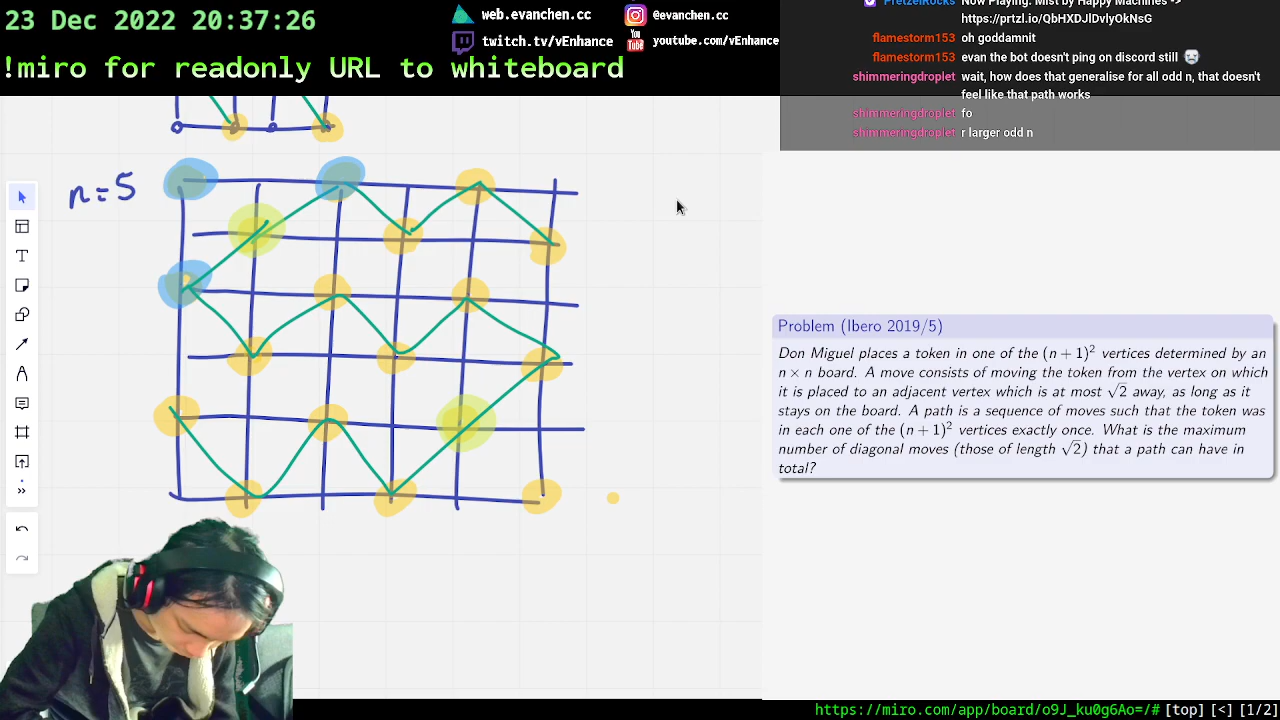 23 Dec 2022 20:37:26
web.evanchen.cc
@evanchen.cc
twitch.tv/vEnhance
youtube.com/vEnhance
!miro for readonly URL to whiteboard
PretzelRocks Now Playing: Mist by Happy Machines ->
https://prtzl.io/QbHXDJlDvlyOkNsG
flamestorm153 oh goddamnit
flamestorm153 evan the bot doesn't ping on discord still
shimmeringdroplet wait, how does that generalise for all odd n, that doesn't
feel like that path works
shimmeringdroplet fo
shimmeringdroplet r larger odd n
n=5
Problem (Ibero 2019/5)
Don Miguel places a token in one of the (n + 1)² vertices determined by an
n × n board. A move consists of moving the token from the vertex on which
it is placed to an adjacent vertex which is at most √2 away, as long as it
stays on the board. A path is a sequence of moves such that the token was
in each one of the (n + 1)² vertices exactly once. What is the maximum
number of diagonal moves (those of length √2) that a path can have in
total?
https://miro.com/app/board/o9J_ku0g6Ao=/# [top] [<] [1/2]